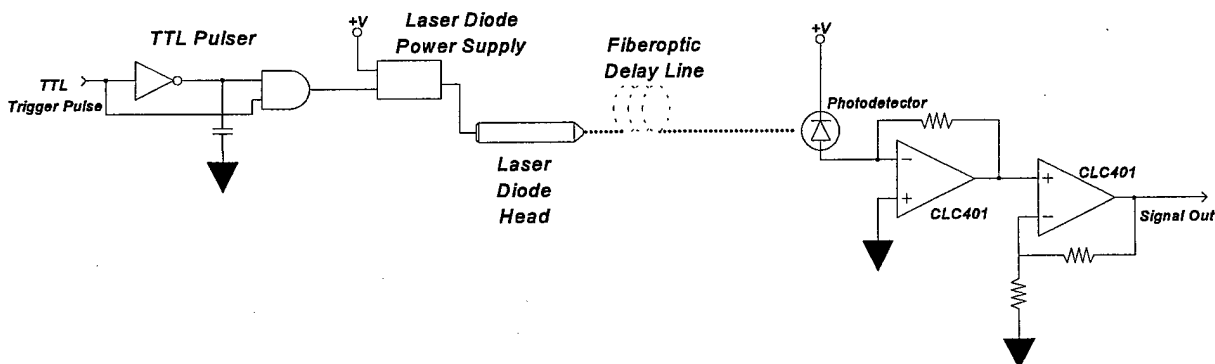 TTL Pulser
+V
Laser Diode
Power Supply
Fiberoptic
Delay Line
+V
TTL
Trigger Pulse
Photodetector
Laser
Diode
Head
−
+
CLC401
+
−
CLC401
Signal Out